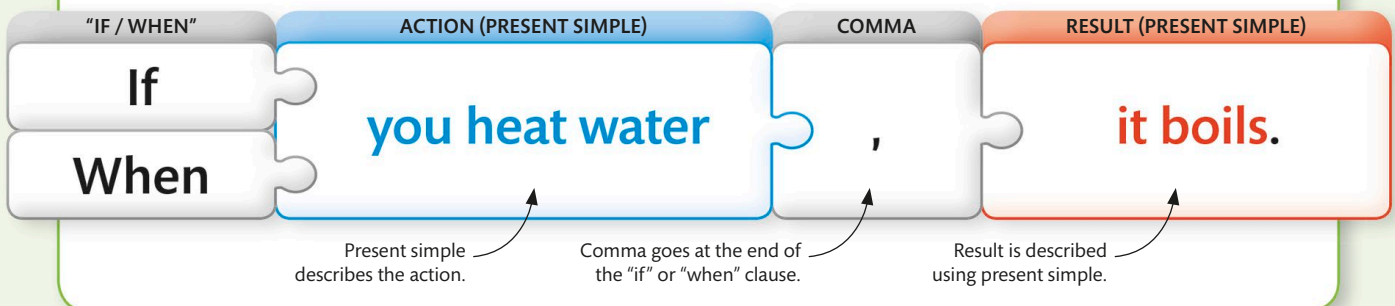 "IF / WHEN"
ACTION (PRESENT SIMPLE)
COMMA
RESULT (PRESENT SIMPLE)
If
When
you heat water
,
it boils.
Present simple
describes the action.
Comma goes at the end of
the “if” or “when” clause.
Result is described
using present simple.